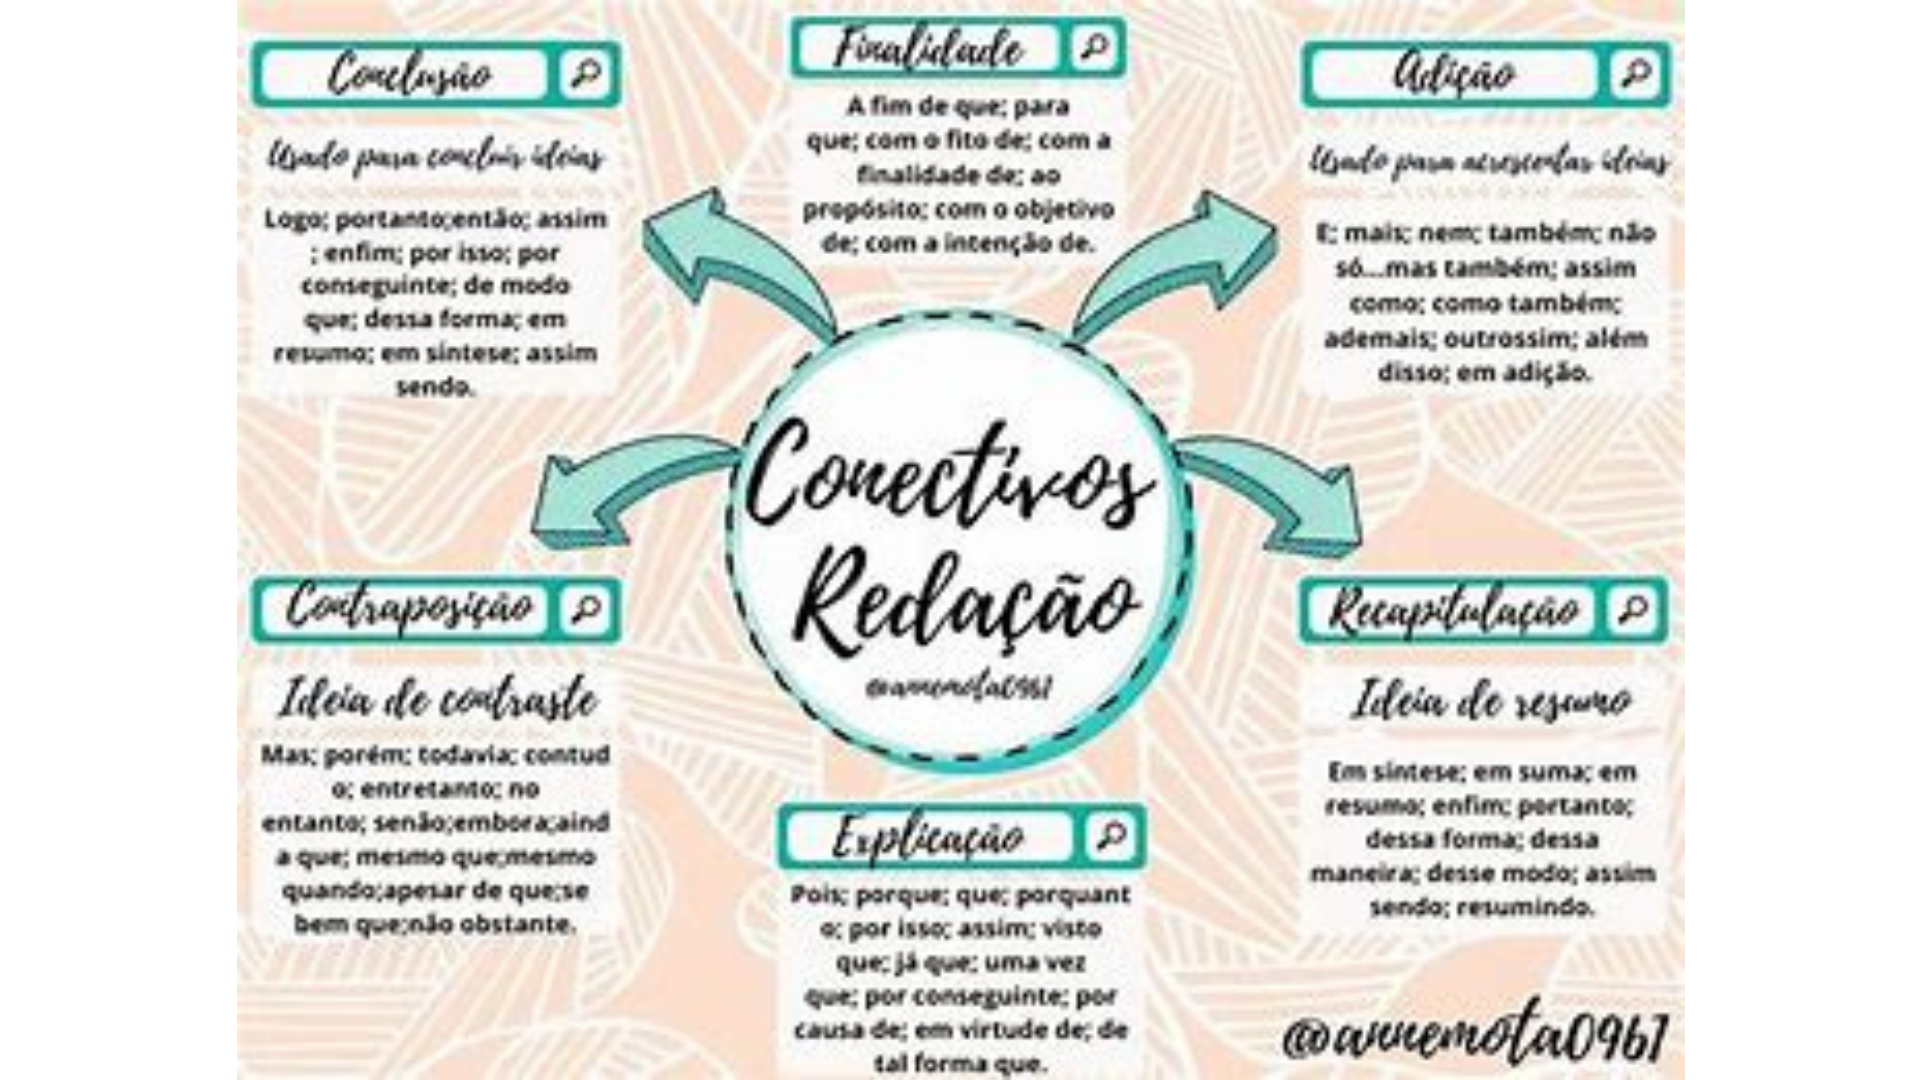 Conclusão
Usado para concluir ideias
Logo; portanto;então; assim
; enfim; por isso; por
conseguinte; de modo
que; dessa forma; em
resumo; em síntese; assim
sendo.
Finalidade
A fim de que; para
que; com o fito de; com a
finalidade de; ao
propósito; com o objetivo
de; com a intenção de.
Adição
Usado para acrescentar ideias
E; mais; nem; também; não
só...mas também; assim
como; como também;
ademais; outrossim; além
disso; em adição.
Conectivos
Redação
@annemota0961
Contraposição
Ideia de contraste
Mas; porém; todavia; contud
o; entretanto; no
entanto; senão;embora;aind
a que; mesmo que;mesmo
quando;apesar de que;se
bem que;não obstante.
Explicação
Pois; porque; que; porquant
o; por isso; assim; visto
que; já que; uma vez
que; por conseguinte; por
causa de; em virtude de; de
tal forma que.
Recapitulação
Ideia de resumo
Em síntese; em suma; em
resumo; enfim; portanto;
dessa forma; dessa
maneira; desse modo; assim
sendo; resumindo.
@annemota0961